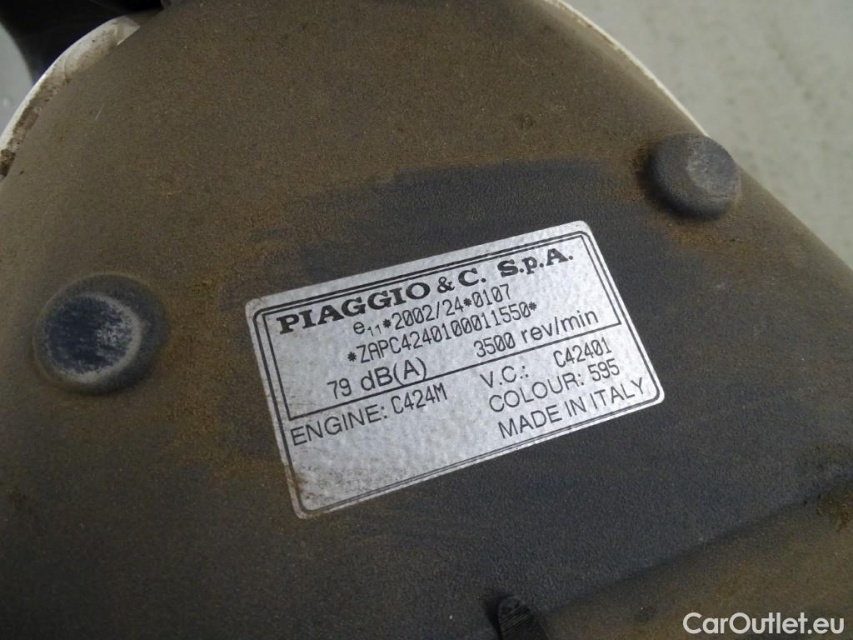 PIAGGIO & C. S.p.A.
e11*2002/24*0107
*ZAPC4240100011550*
79 dB(A) 3500 rev/min
ENGINE: C424M V.C.: C42401
COLOUR: 595
MADE IN ITALY
CarOutlet.eu